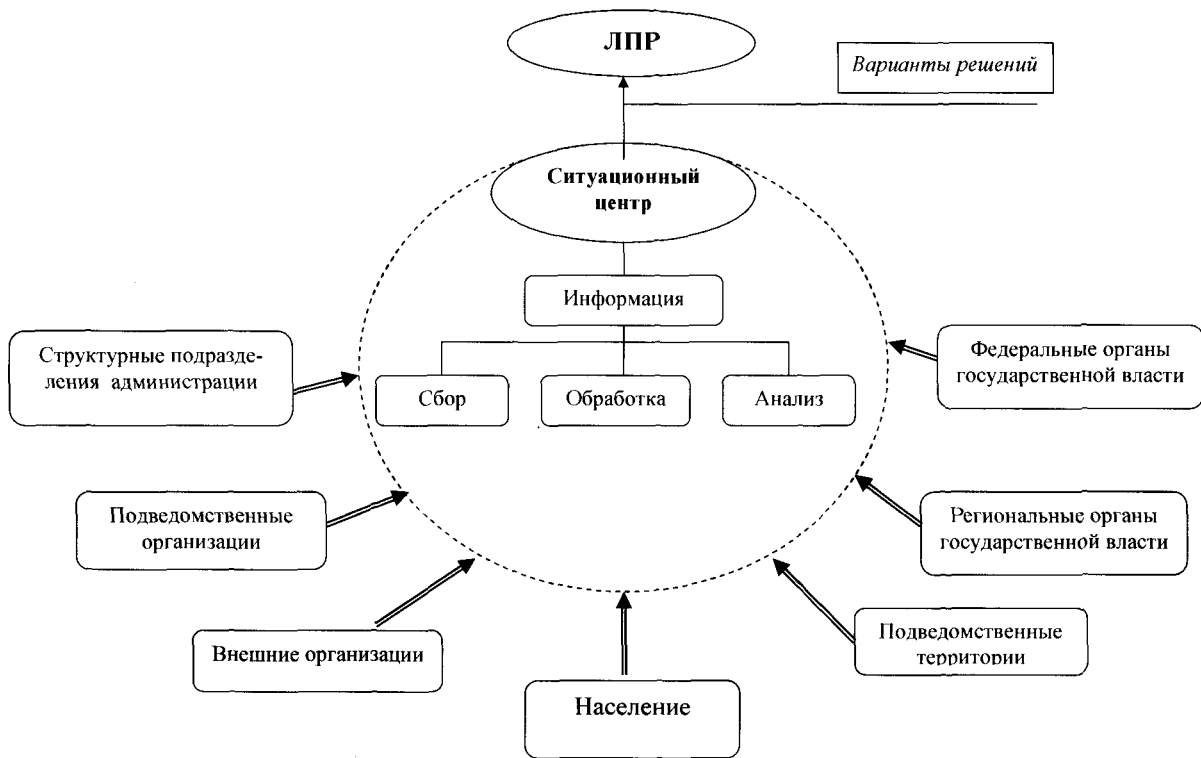 ЛПР
Варианты решений
Ситуационный
центр
Информация
Структурные подразде-
ления администрации
Сбор
Обработка
Анализ
Федеральные органы
государственной власти
Подведомственные
организации
Региональные органы
государственной власти
Внешние организации
Подведомственные
территории
Население